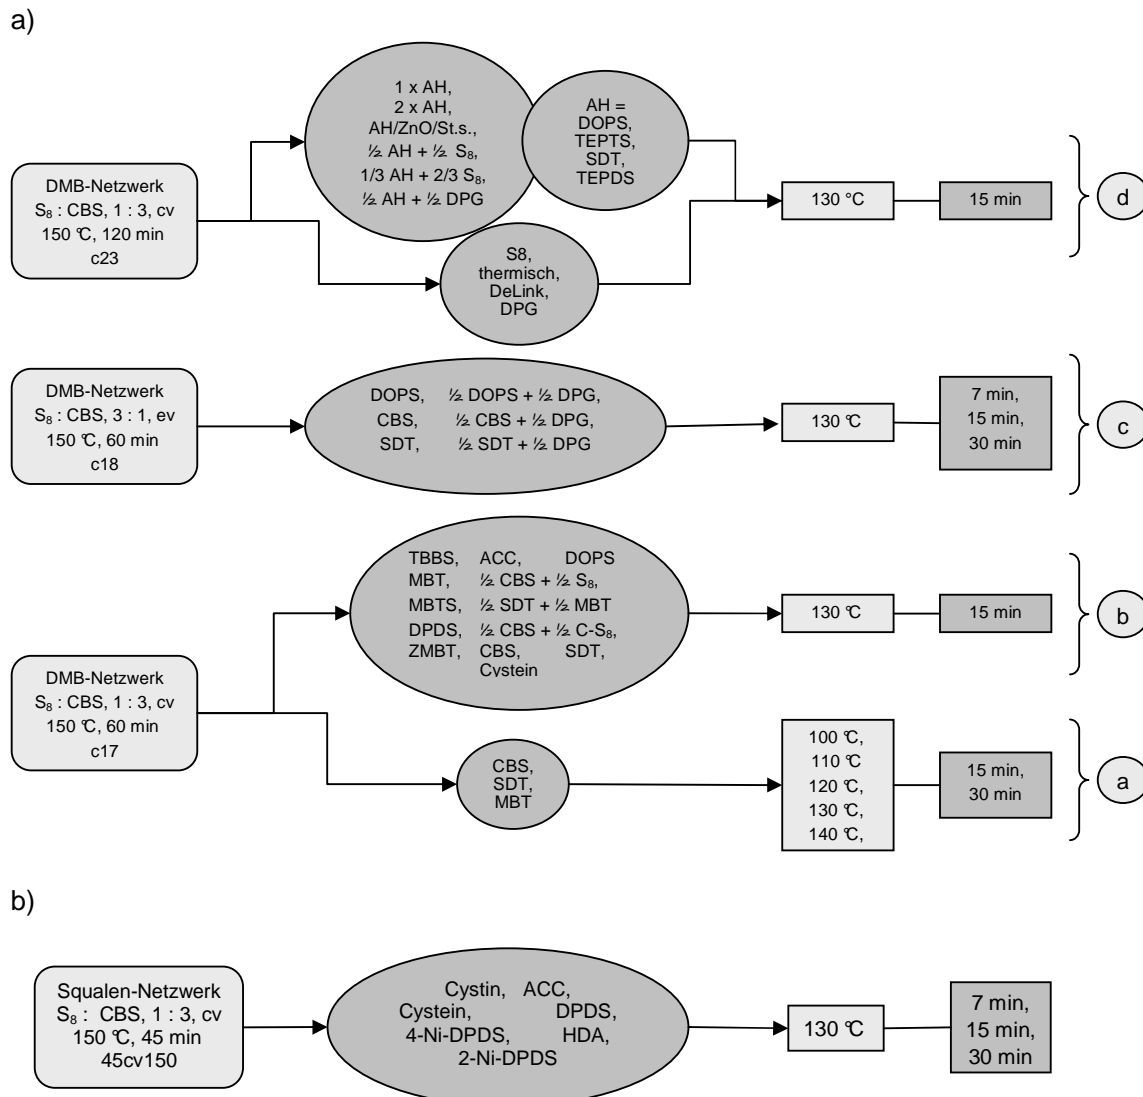 a)
DMB-Netzwerk
S₈ : CBS, 1 : 3, cv
150 °C, 120 min
c23
1 x AH,
2 x AH,
AH/ZnO/St.s.,
½ AH + ½ S₈,
1/3 AH + 2/3 S₈,
½ AH + ½ DPG
AH =
DOPS,
TEPTS,
SDT,
TEPDS
S8,
thermisch,
DeLink,
DPG
130 °C
15 min
d
DMB-Netzwerk
S₈ : CBS, 3 : 1, ev
150 °C, 60 min
c18
DOPS, ½ DOPS + ½ DPG,
CBS, ½ CBS + ½ DPG,
SDT, ½ SDT + ½ DPG
130 °C
7 min,
15 min,
30 min
c
DMB-Netzwerk
S₈ : CBS, 1 : 3, cv
150 °C, 60 min
c17
TBBS, ACC, DOPS
MBT, ½ CBS + ½ S₈,
MBTS, ½ SDT + ½ MBT
DPDS, ½ CBS + ½ C-S₈,
ZMBT, CBS, SDT,
Cystein
130 °C
15 min
b
CBS,
SDT,
MBT
100 °C,
110 °C
120 °C,
130 °C,
140 °C,
15 min,
30 min
a
b)
Squalen-Netzwerk
S₈ : CBS, 1 : 3, cv
150 °C, 45 min
45cv150
Cystin, ACC,
Cystein, DPDS,
4-Ni-DPDS, HDA,
2-Ni-DPDS
130 °C
7 min,
15 min,
30 min